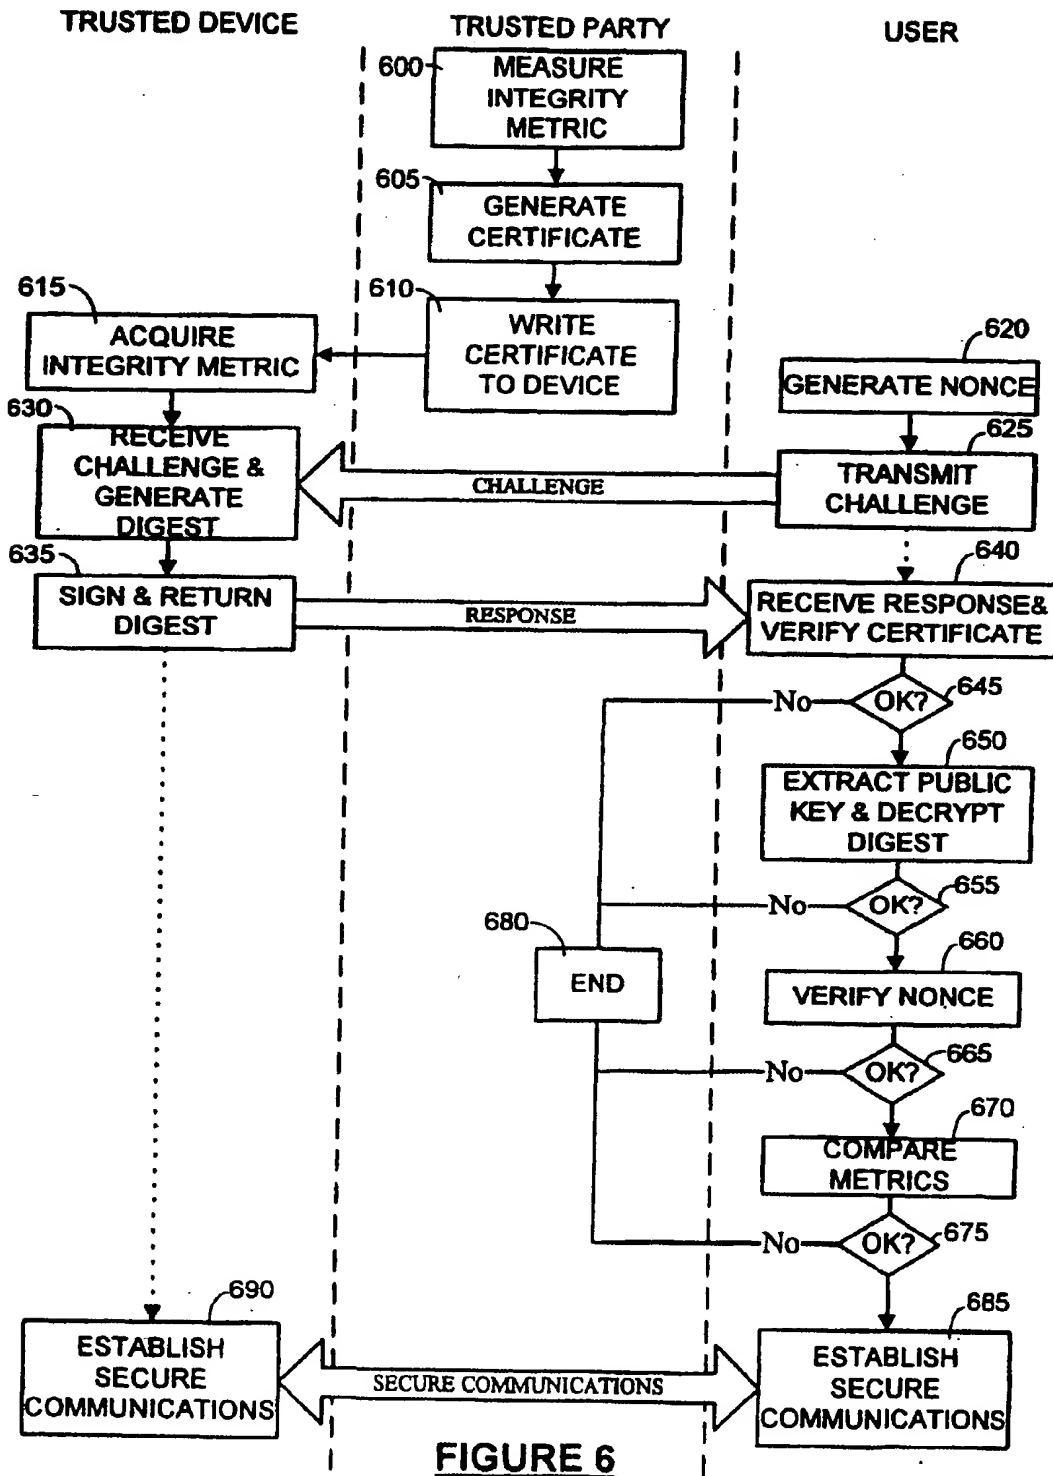 TRUSTED DEVICE
TRUSTED PARTY
USER
600
MEASURE
INTEGRITY
METRIC
605
GENERATE
CERTIFICATE
610
WRITE
CERTIFICATE
TO DEVICE
615
ACQUIRE
INTEGRITY METRIC
620
GENERATE NONCE
630
RECEIVE
CHALLENGE &
GENERATE
DIGEST
CHALLENGE
625
TRANSMIT
CHALLENGE
635
SIGN & RETURN
DIGEST
RESPONSE
640
RECEIVE RESPONSE&
VERIFY CERTIFICATE
No
OK?
645
650
EXTRACT PUBLIC
KEY & DECRYPT
DIGEST
No
OK?
655
680
END
660
VERIFY NONCE
No
OK?
665
670
COMPARE
METRICS
No
OK?
675
690
ESTABLISH
SECURE
COMMUNICATIONS
SECURE COMMUNICATIONS
685
ESTABLISH
SECURE
COMMUNICATIONS
FIGURE 6